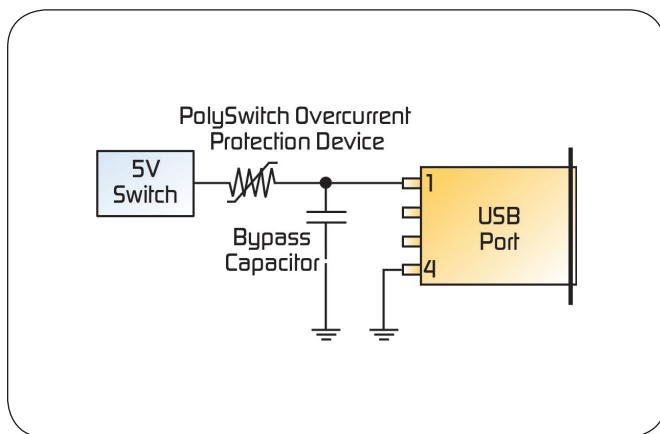 PolySwitch Overcurrent
Protection Device
5V
Switch
1
USB
Port
Bypass
Capacitor
4